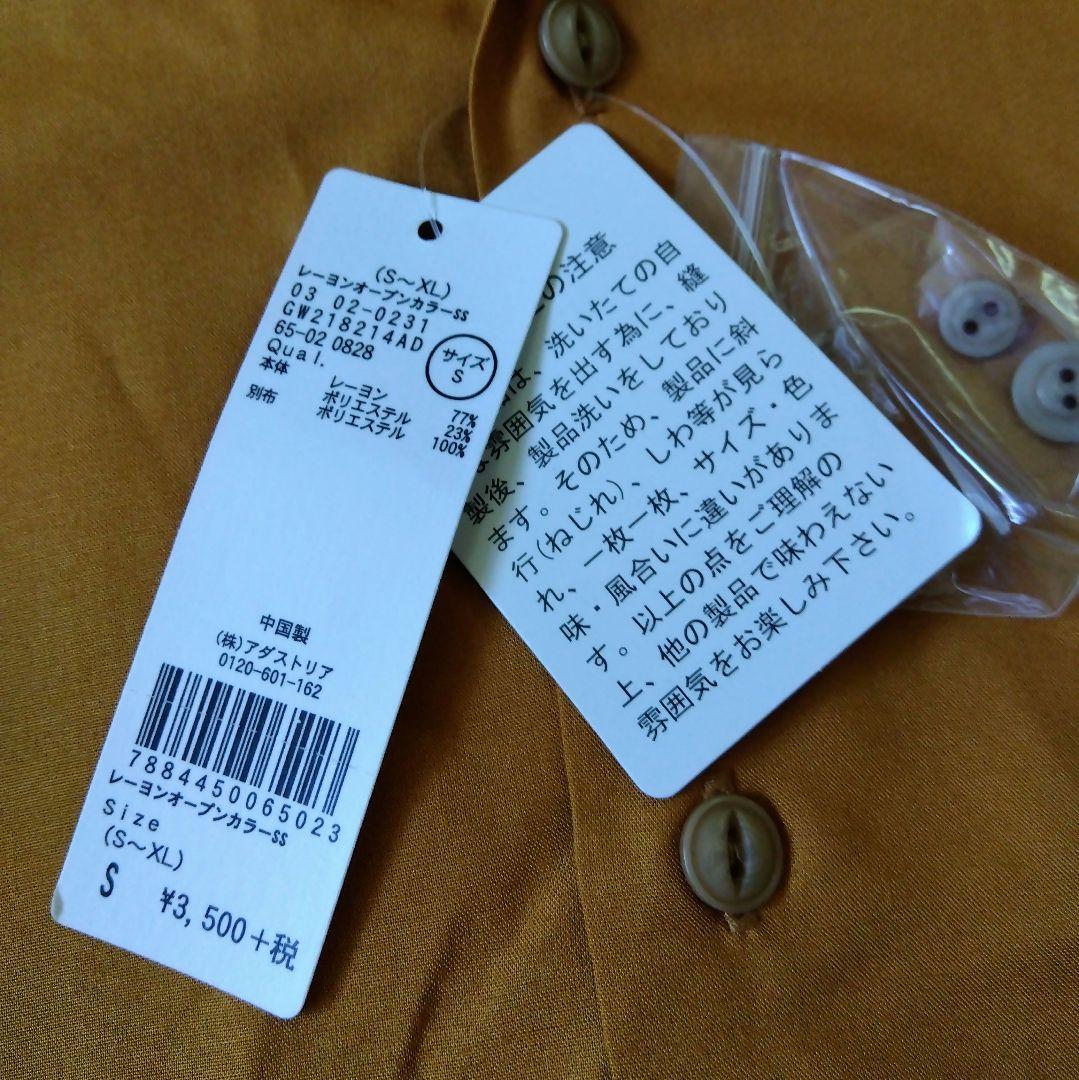 (S～XL)
レーヨンオープンカラーSS
03 02-0231
GW218214AD
65-02 0828
サイズ
S
Qual.
本体
レーヨン 77%
ポリエステル 23%
別布 ポリエステル 100%
中国製
(株)アダストリア
0120-601-162
7884450065023
レーヨンオープンカラーSS
Size
(S～XL)
S ¥3,500+税
の注意
は、洗いたての自
雰囲気を出す為に、縫
製後、製品洗いをしており
ます。そのため、製品に斜
行(ねじれ)、しわ等が見ら
れ、一枚一枚、サイズ・色
味・風合いに違いがありま
す。以上の点をご理解の
上、他の製品で味わえない
雰囲気をお楽しみ下さい。